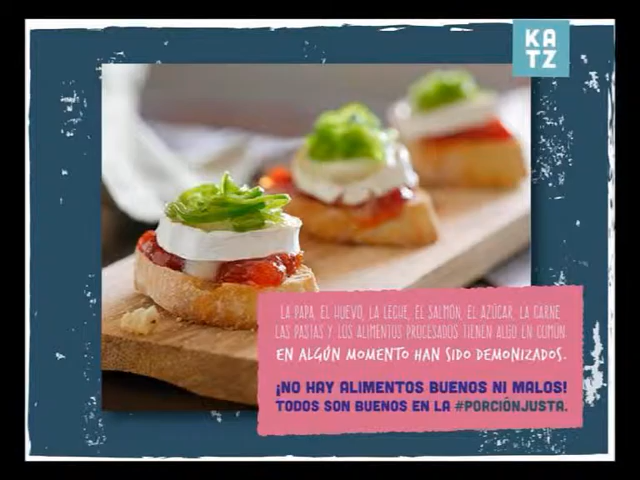 KA
TZ
LA PAPA, EL HUEVO, LA LECHE, EL SALMÓN, EL AZÚCAR, LA CARNE
LAS PASTAS Y LOS ALIMENTOS PROCESADOS TIENEN ALGO EN COMÚN.
EN ALGÚN MOMENTO HAN SIDO DEMONIZADOS.
¡NO HAY ALIMENTOS BUENOS NI MALOS!
TODOS SON BUENOS EN LA #PORCIÓNJUSTA.